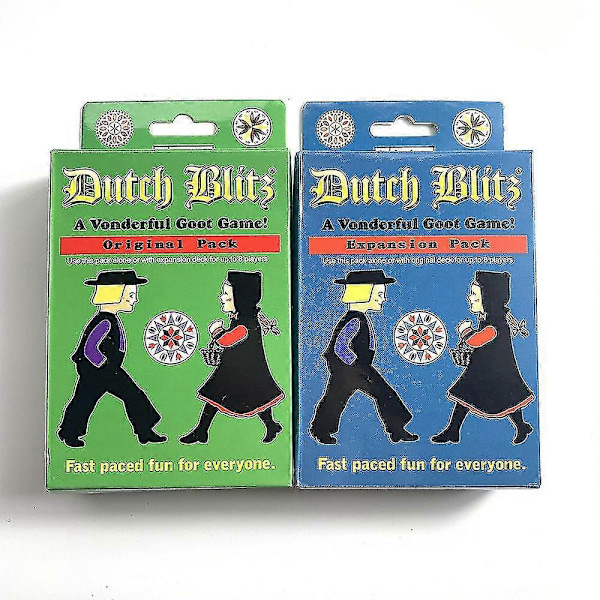 Dutch Blitz
A Vonderful Goot Game!
Original Pack
Use this pack alone or with expansion deck for up to 8 players
Fast paced fun for everyone.
Dutch Blitz
A Vonderful Goot Game!
Expansion Pack
Use this pack alone or with original deck for up to 8 players
Fast paced fun for everyone.